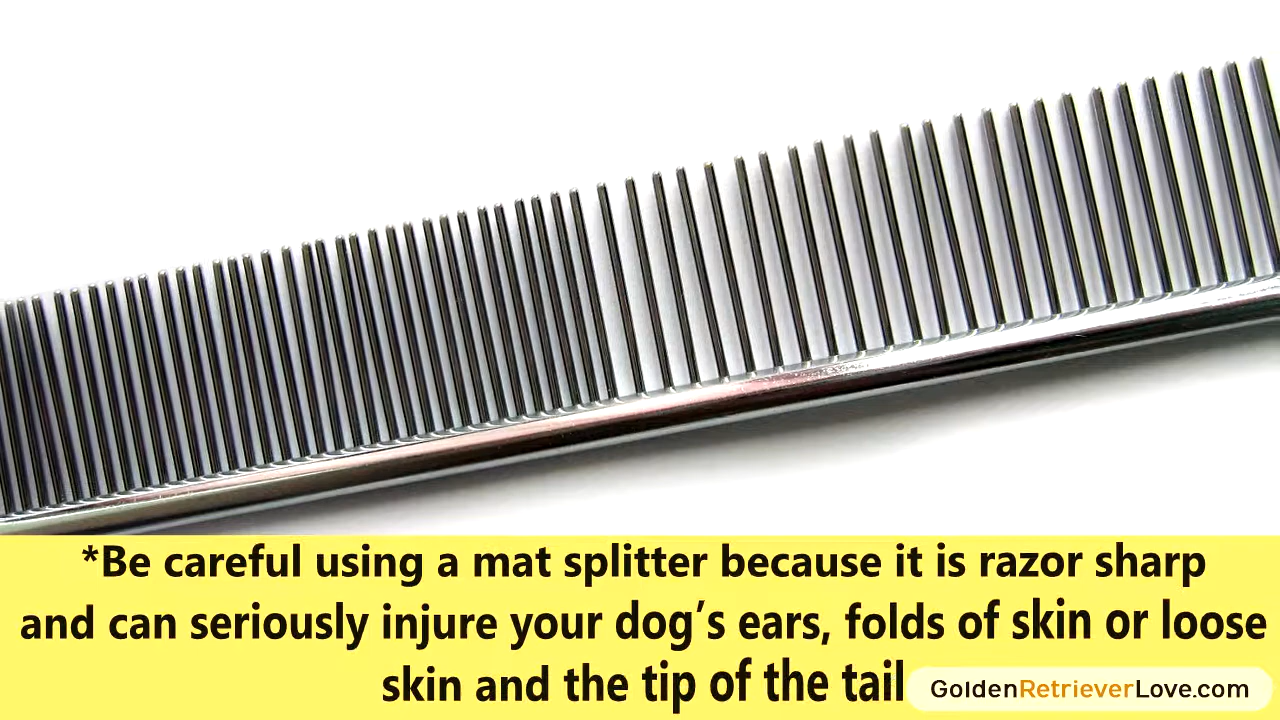 *Be careful using a mat splitter because it is razor sharp
and can seriously injure your dog’s ears, folds of skin or loose
skin and the tip of the tail
GoldenRetrieverLove.com